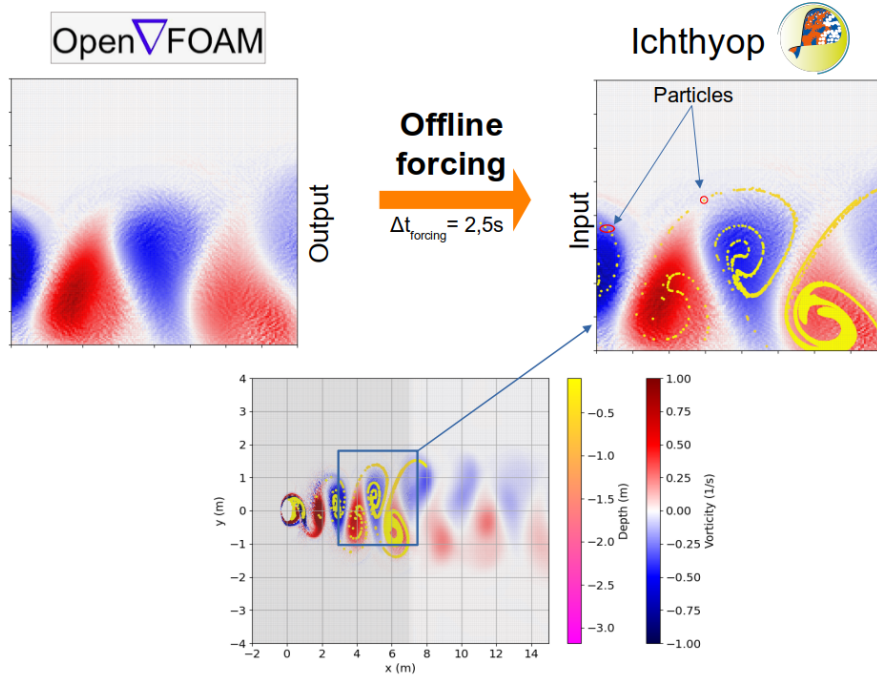 Open∇FOAM
Ichthyop
Particles
Offline
forcing
Δt_forcing = 2,5s
Output
Input
4
3
2
1
0
−1
−2
−3
−4
y (m)
−2
0
2
4
6
8
10
12
14
x (m)
−0.5
−1.0
−1.5
−2.0
−2.5
−3.0
Depth (m)
1.00
0.75
0.50
0.25
0.00
−0.25
−0.50
−0.75
−1.00
Vorticity (1/s)